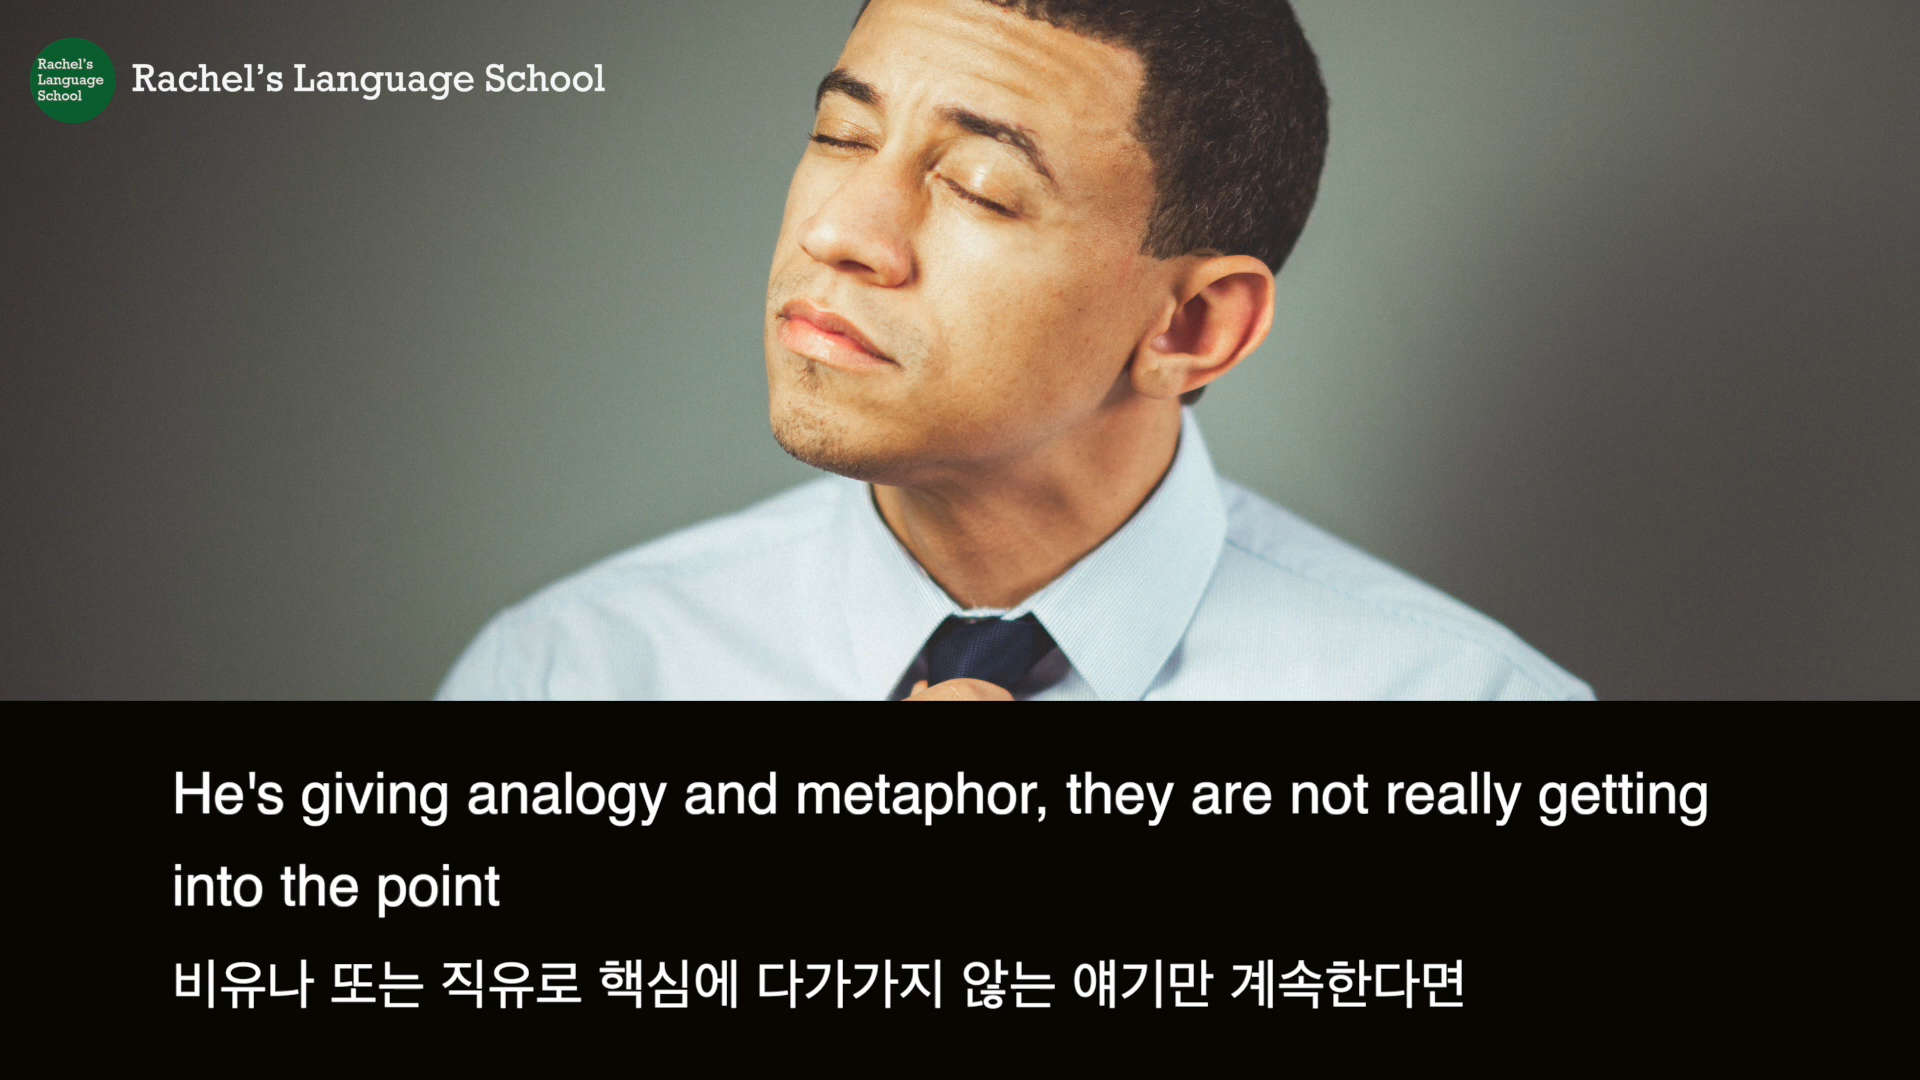 Rachel's
Language
School
Rachel's Language School
He's giving analogy and metaphor, they are not really getting
into the point
비유나 또는 직유로 핵심에 다가가지 않는 얘기만 계속한다면